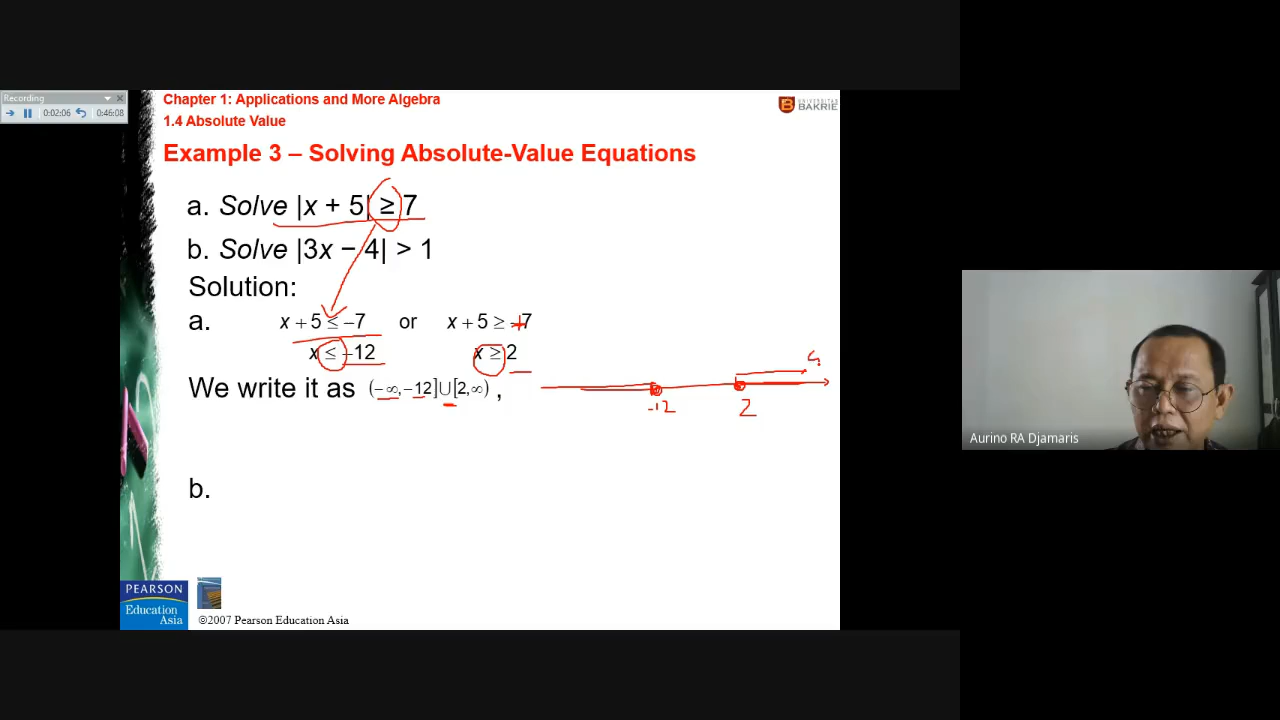 Recording
0:02:06 0:46:08
Chapter 1: Applications and More Algebra
1.4 Absolute Value
UNIVERSITAS
BAKRIE
Example 3 – Solving Absolute-Value Equations
a. Solve |x + 5| ≥ 7
b. Solve |3x − 4| > 1
Solution:
a. x + 5 ≤ −7 or x + 5 ≥ +7
x ≤ −12 x ≥ 2
We write it as (−∞,−12]∪[2,∞) ,
-12 2
b.
PEARSON
Education
Asia
©2007 Pearson Education Asia
Aurino RA Djamaris